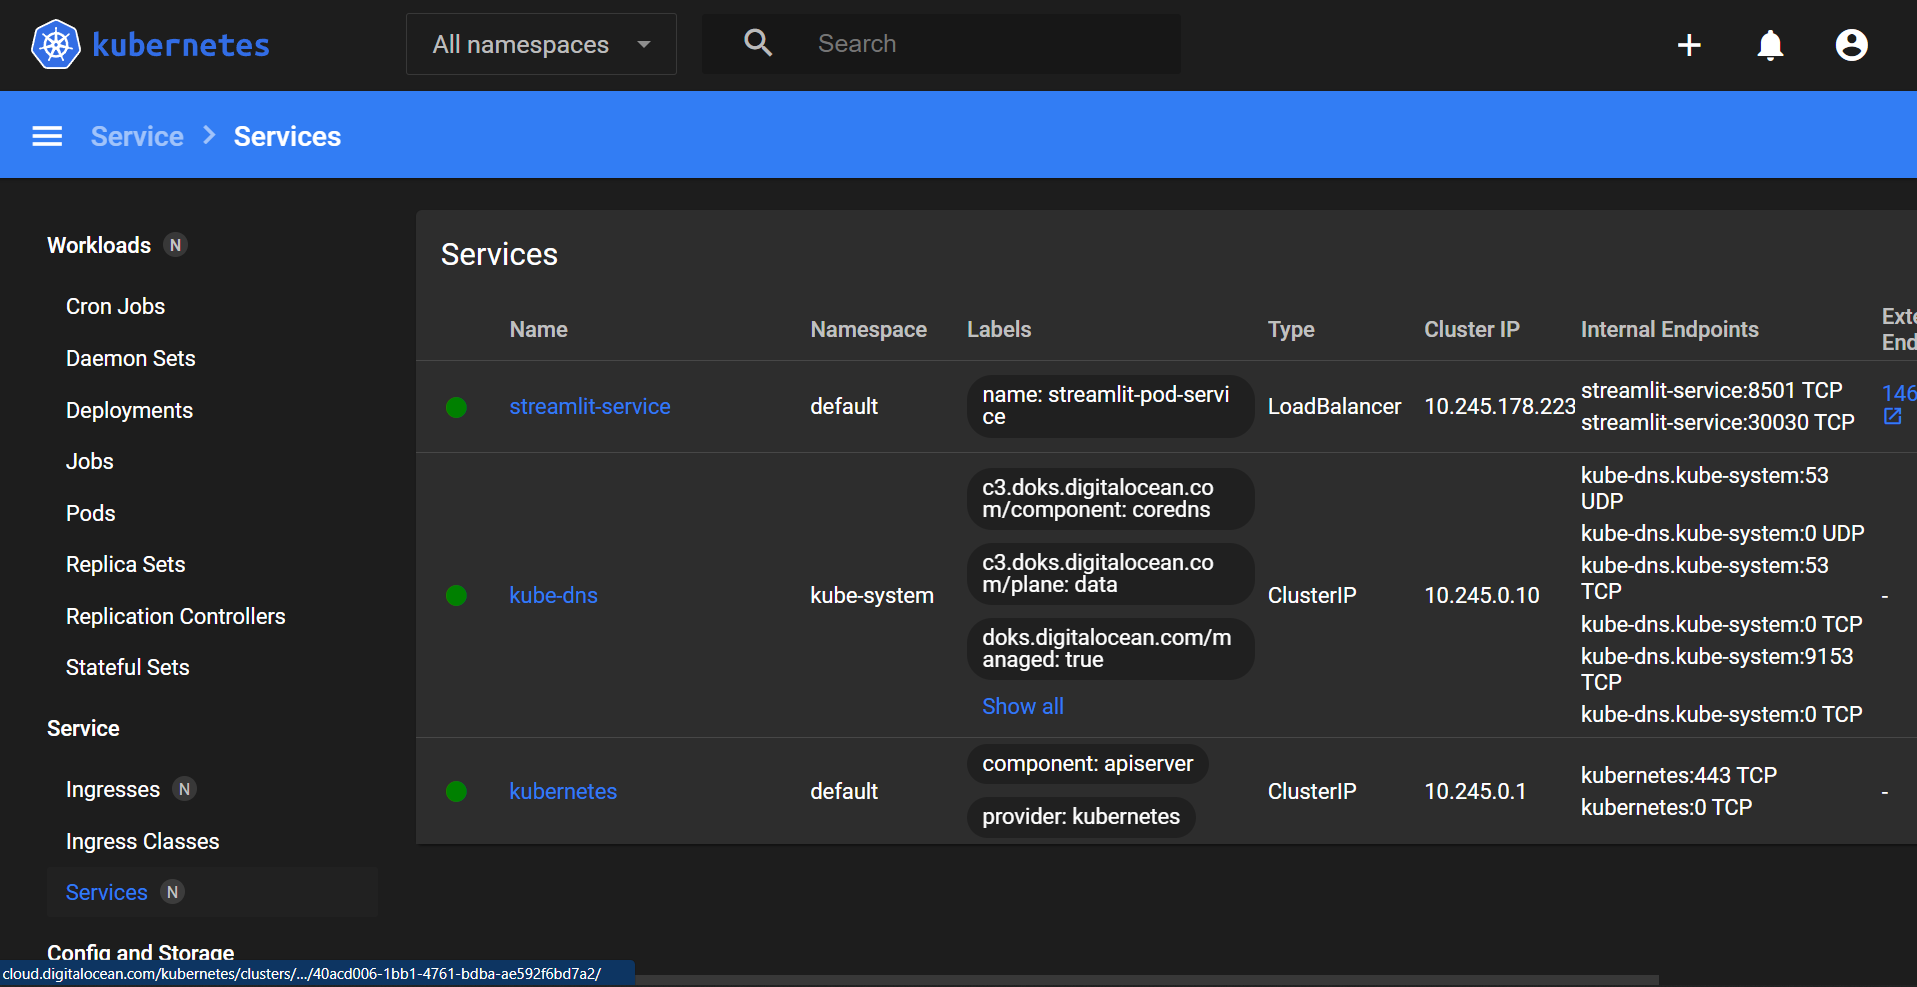 kubernetes
All namespaces
Search
Service
Services
Workloads N
Cron Jobs
Daemon Sets
Deployments
Jobs
Pods
Replica Sets
Replication Controllers
Stateful Sets
Service
Ingresses N
Ingress Classes
Services N
Config and Storage
cloud.digitalocean.com/kubernetes/clusters/.../40acd006-1bb1-4761-bdba-ae592f6bd7a2/
Services
Name
Namespace
Labels
Type
Cluster IP
Internal Endpoints
Exte
End
streamlit-service
default
name: streamlit-pod-servi
ce
LoadBalancer
10.245.178.223
streamlit-service:8501 TCP
streamlit-service:30030 TCP
146
kube-dns
kube-system
c3.doks.digitalocean.co
m/component: coredns
c3.doks.digitalocean.co
m/plane: data
doks.digitalocean.com/m
anaged: true
Show all
ClusterIP
10.245.0.10
kube-dns.kube-system:53
UDP
kube-dns.kube-system:0 UDP
kube-dns.kube-system:53
TCP
kube-dns.kube-system:0 TCP
kube-dns.kube-system:9153
TCP
kube-dns.kube-system:0 TCP
-
kubernetes
default
component: apiserver
provider: kubernetes
ClusterIP
10.245.0.1
kubernetes:443 TCP
kubernetes:0 TCP
-